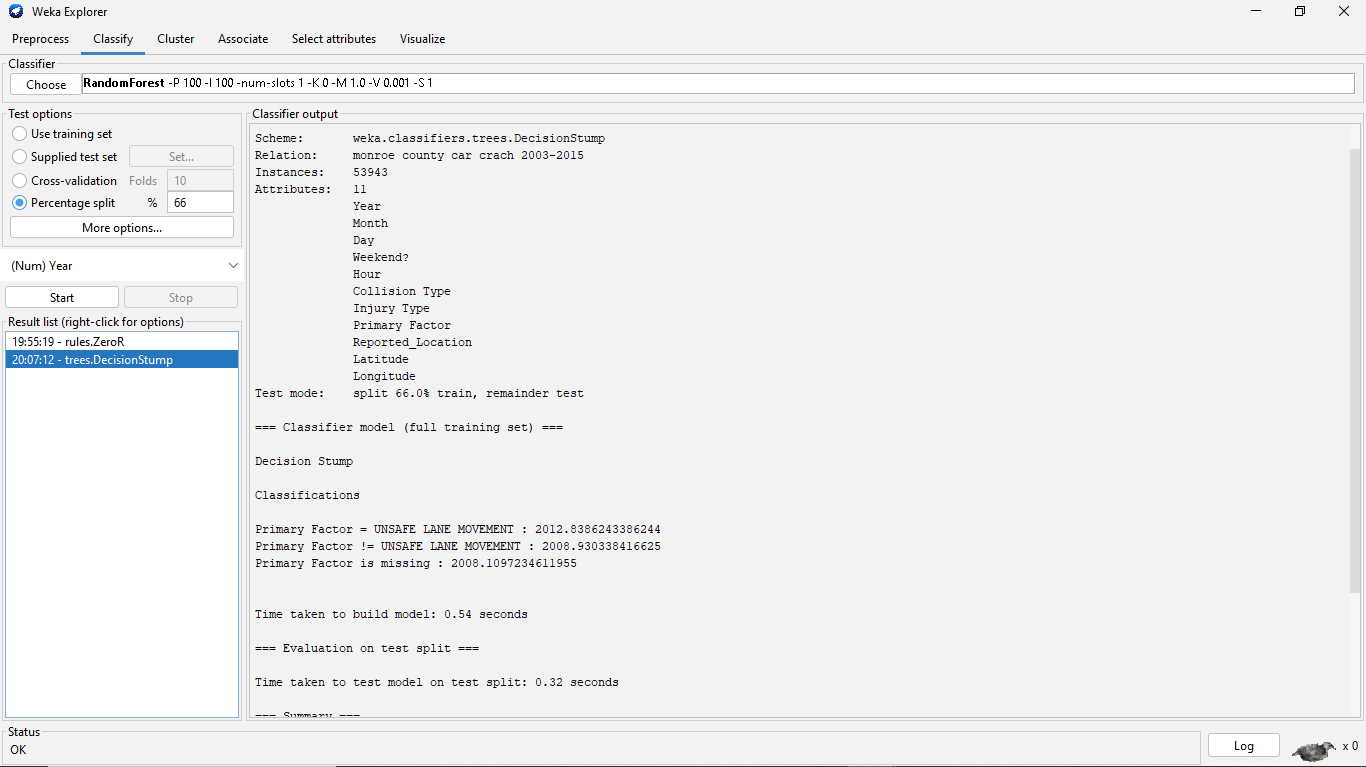 Weka Explorer
Preprocess Classify Cluster Associate Select attributes Visualize
Classifier
Choose RandomForest -P 100 -I 100 -num-slots 1 -K 0 -M 1.0 -V 0.001 -S 1
Test options
Use training set
Supplied test set Set...
Cross-validation Folds 10
Percentage split % 66
More options...
(Num) Year
Start Stop
Result list (right-click for options)
19:55:19 - rules.ZeroR
20:07:12 - trees.DecisionStump
Classifier output
Scheme: weka.classifiers.trees.DecisionStump
Relation: monroe county car crach 2003-2015
Instances: 53943
Attributes: 11
Year
Month
Day
Weekend?
Hour
Collision Type
Injury Type
Primary Factor
Reported_Location
Latitude
Longitude
Test mode: split 66.0% train, remainder test
=== Classifier model (full training set) ===
Decision Stump
Classifications
Primary Factor = UNSAFE LANE MOVEMENT : 2012.8386243386244
Primary Factor != UNSAFE LANE MOVEMENT : 2008.930338416625
Primary Factor is missing : 2008.1097234611955
Time taken to build model: 0.54 seconds
=== Evaluation on test split ===
Time taken to test model on test split: 0.32 seconds
=== Summary ===
Status
OK
Log x 0